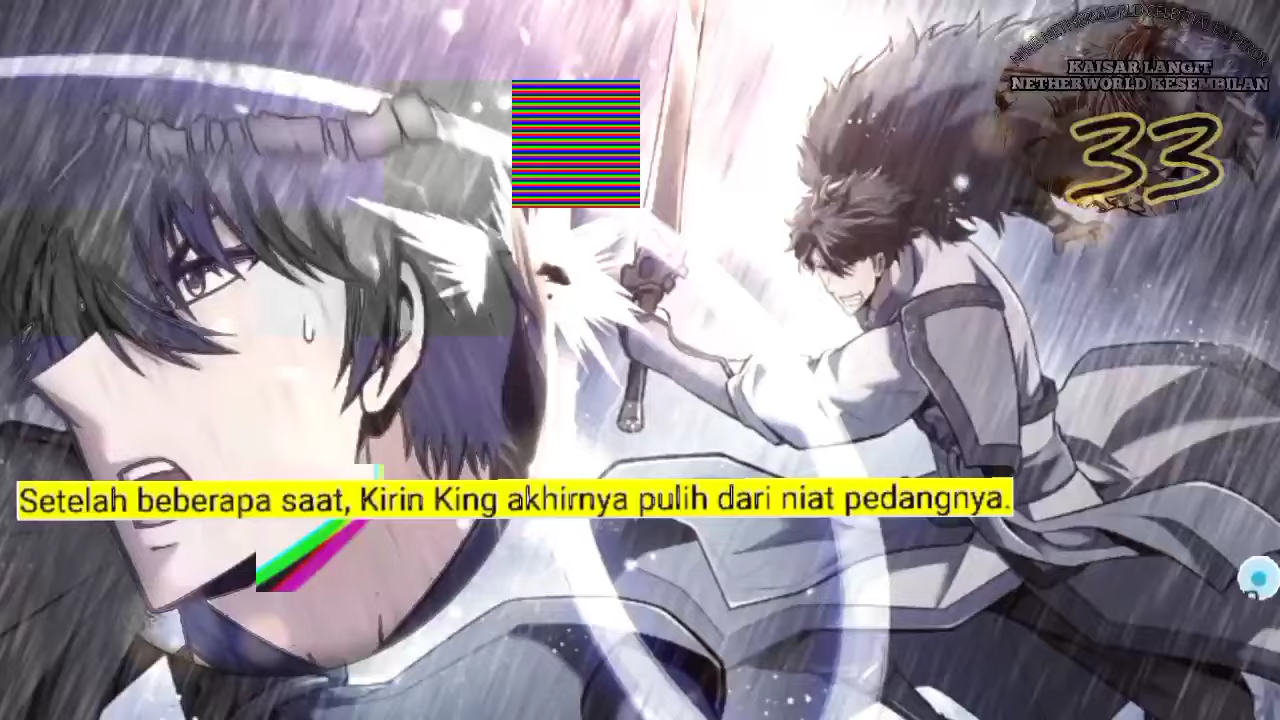 KAISAR LANGIT
NETHERWORLD KESEMBILAN
33
Setelah beberapa saat, Kirin King akhirnya pulih dari niat pedangnya.